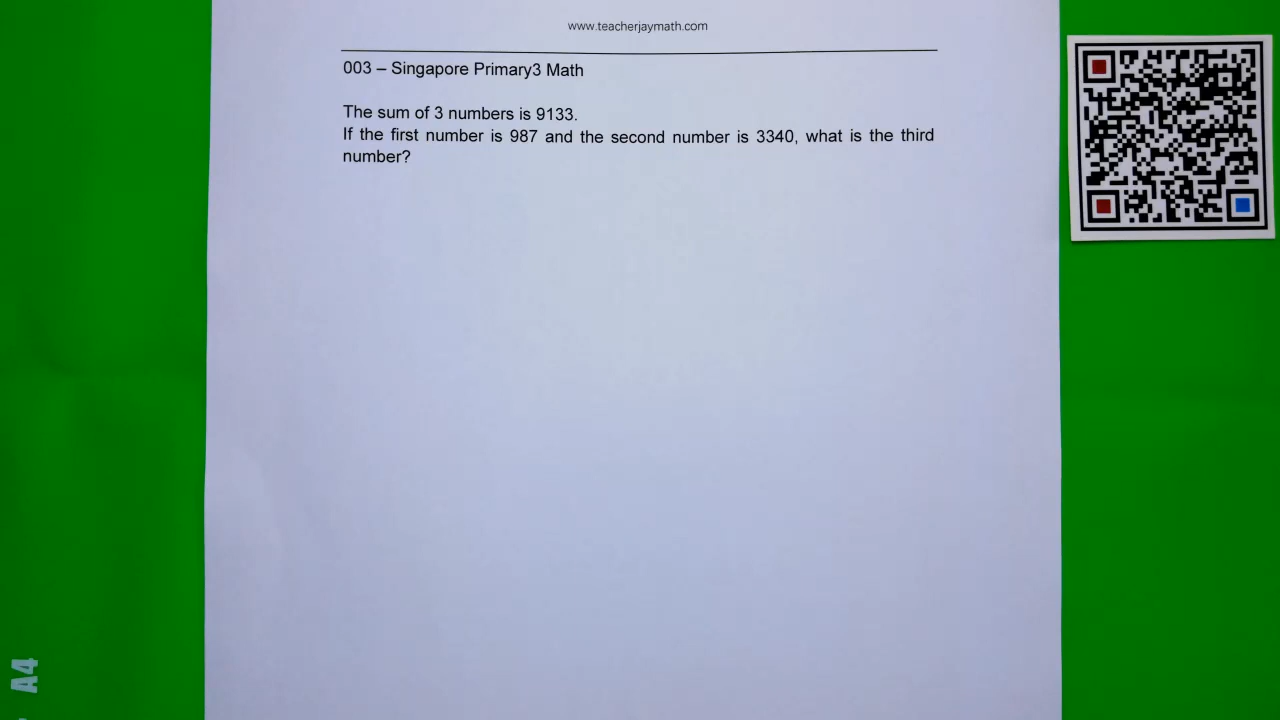 www.teacherjaymath.com
003 – Singapore Primary3 Math
The sum of 3 numbers is 9133.
If the first number is 987 and the second number is 3340, what is the third
number?
A4